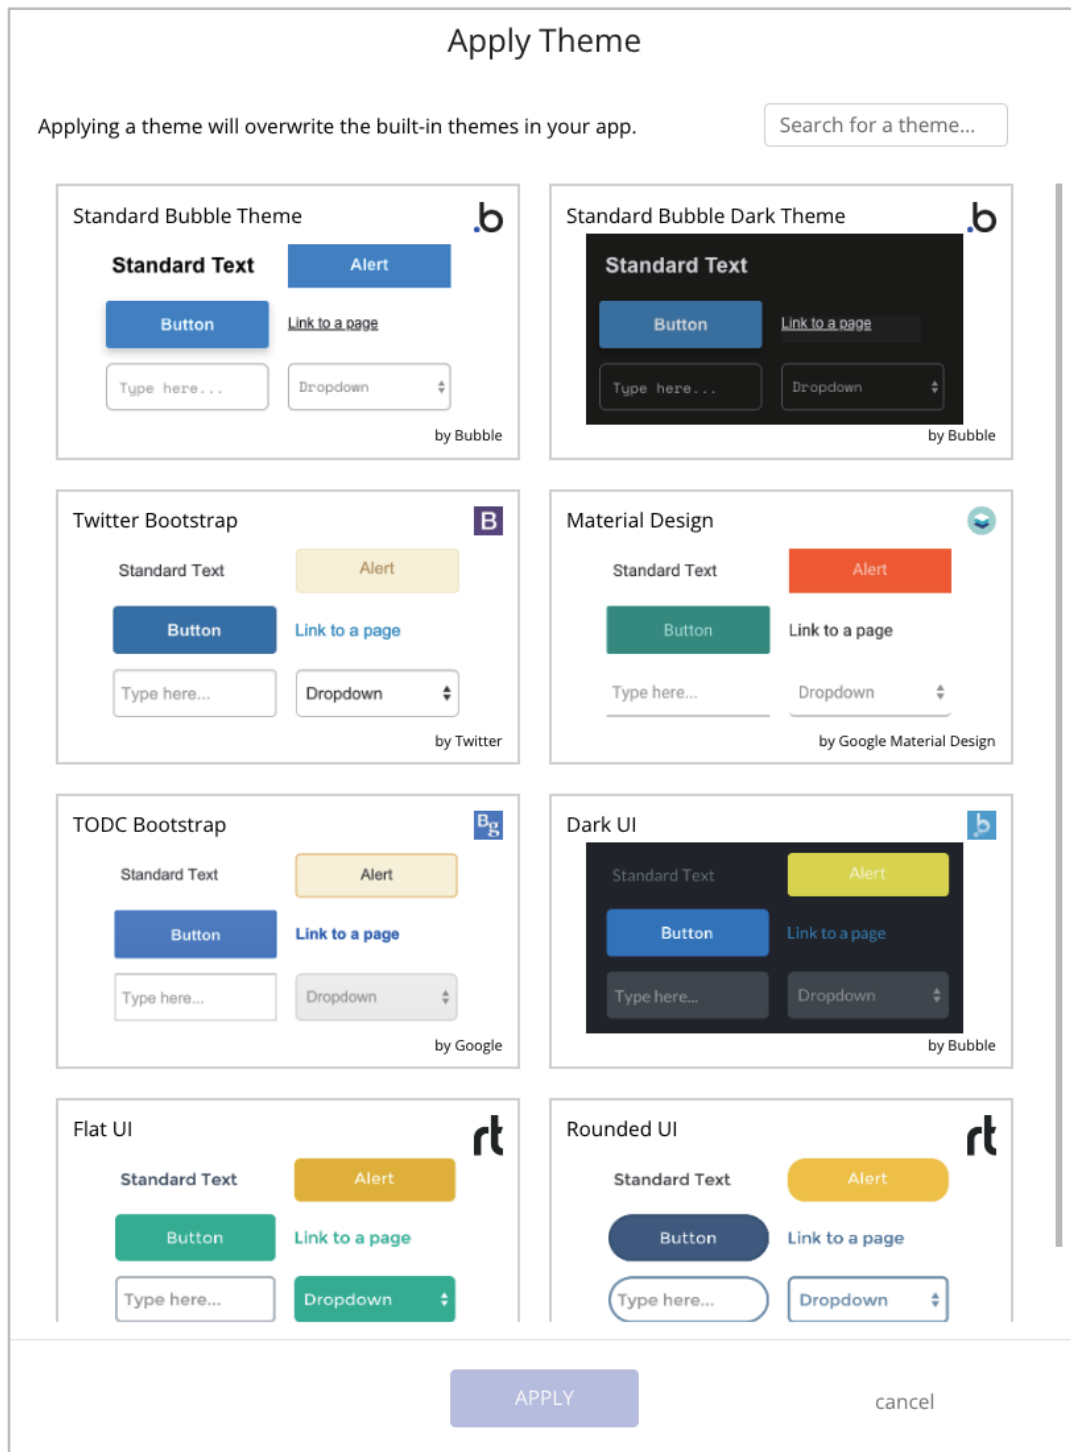 Apply Theme
Applying a theme will overwrite the built-in themes in your app.
Search for a theme...
Standard Bubble Theme
.b
Standard Text
Alert
Button
Link to a page
Type here...
Dropdown
by Bubble
Standard Bubble Dark Theme
.b
Standard Text
Button
Link to a page
Type here...
Dropdown
by Bubble
Twitter Bootstrap
B
Standard Text
Alert
Button
Link to a page
Type here...
Dropdown
by Twitter
Material Design
Standard Text
Alert
Button
Link to a page
Type here...
Dropdown
by Google Material Design
TODC Bootstrap
Bg
Standard Text
Alert
Button
Link to a page
Type here...
Dropdown
by Google
Dark UI
.b
Standard Text
Alert
Button
Link to a page
Type here...
Dropdown
by Bubble
Flat UI
rt
Standard Text
Alert
Button
Link to a page
Type here...
Dropdown
Rounded UI
rt
Standard Text
Alert
Button
Link to a page
Type here...
Dropdown
APPLY
cancel